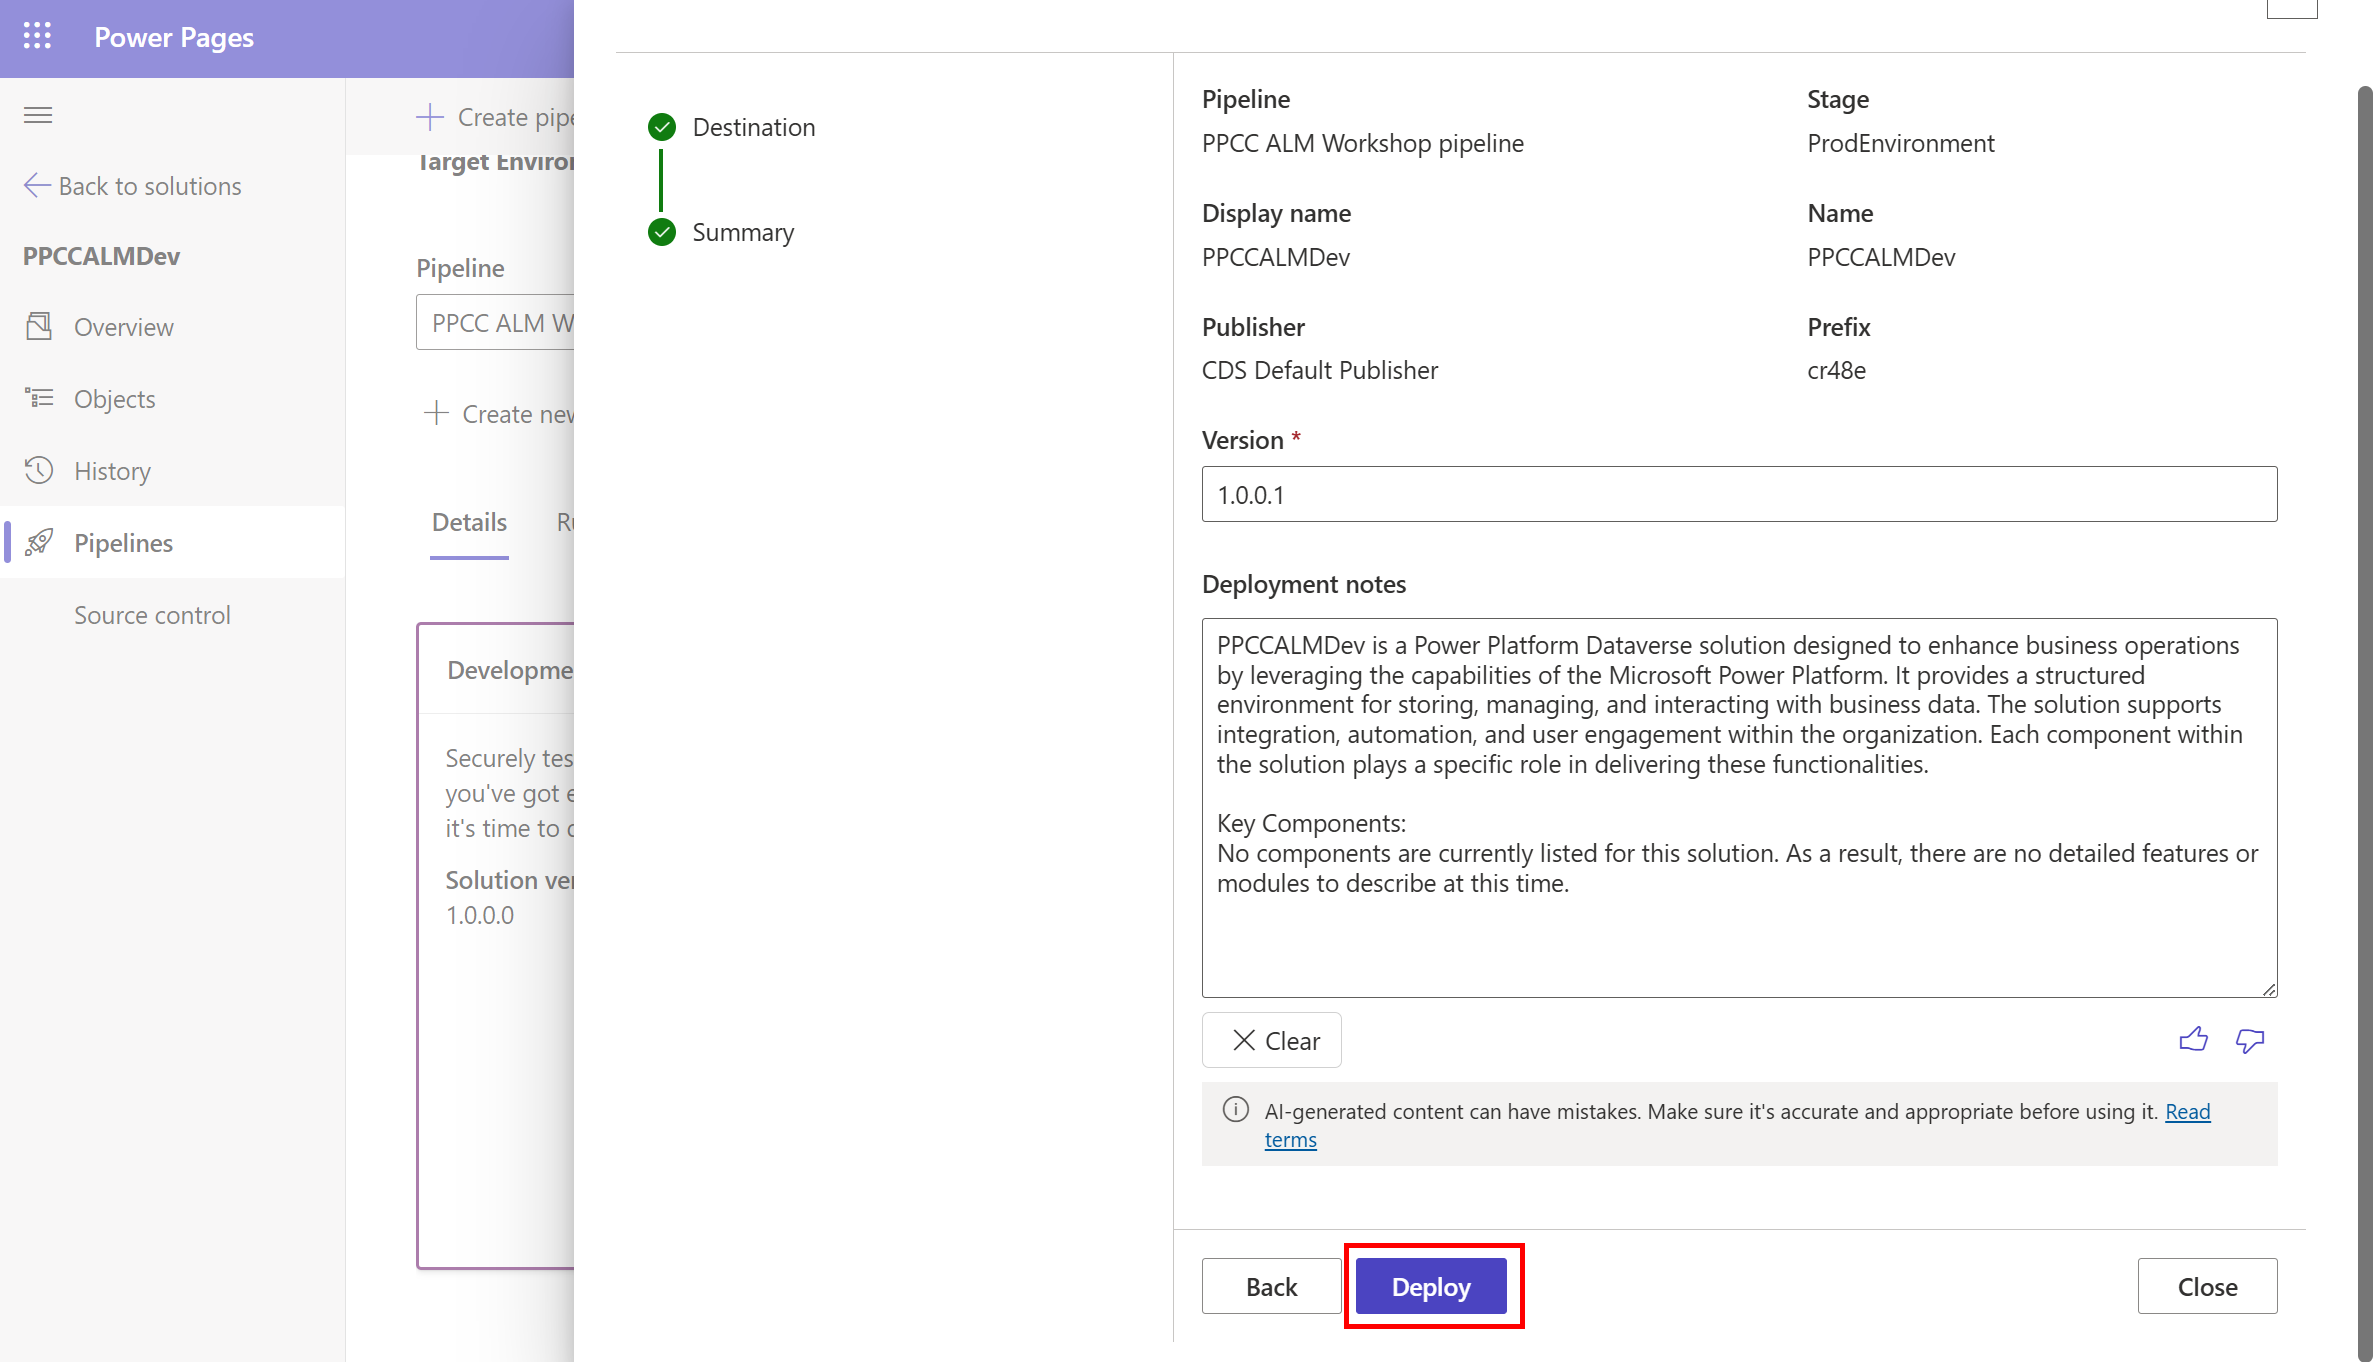 Power Pages
Back to solutions
PPCCALMDev
Overview
Objects
History
Pipelines
Source control
Create pipe
Target Environ
Pipeline
PPCC ALM W
Create new
Details
Developme
Securely tes
you've got e
it's time to
Solution ver
1.0.0.0
Destination
Summary
Pipeline
PPCC ALM Workshop pipeline
Stage
ProdEnvironment
Display name
PPCCALMDev
Name
PPCCALMDev
Publisher
CDS Default Publisher
Prefix
cr48e
Version *
1.0.0.1
Deployment notes
PPCCALMDev is a Power Platform Dataverse solution designed to enhance business operations
by leveraging the capabilities of the Microsoft Power Platform. It provides a structured
environment for storing, managing, and interacting with business data. The solution supports
integration, automation, and user engagement within the organization. Each component within
the solution plays a specific role in delivering these functionalities.
Key Components:
No components are currently listed for this solution. As a result, there are no detailed features or
modules to describe at this time.
Clear
AI-generated content can have mistakes. Make sure it's accurate and appropriate before using it. Read
terms
Back
Deploy
Close